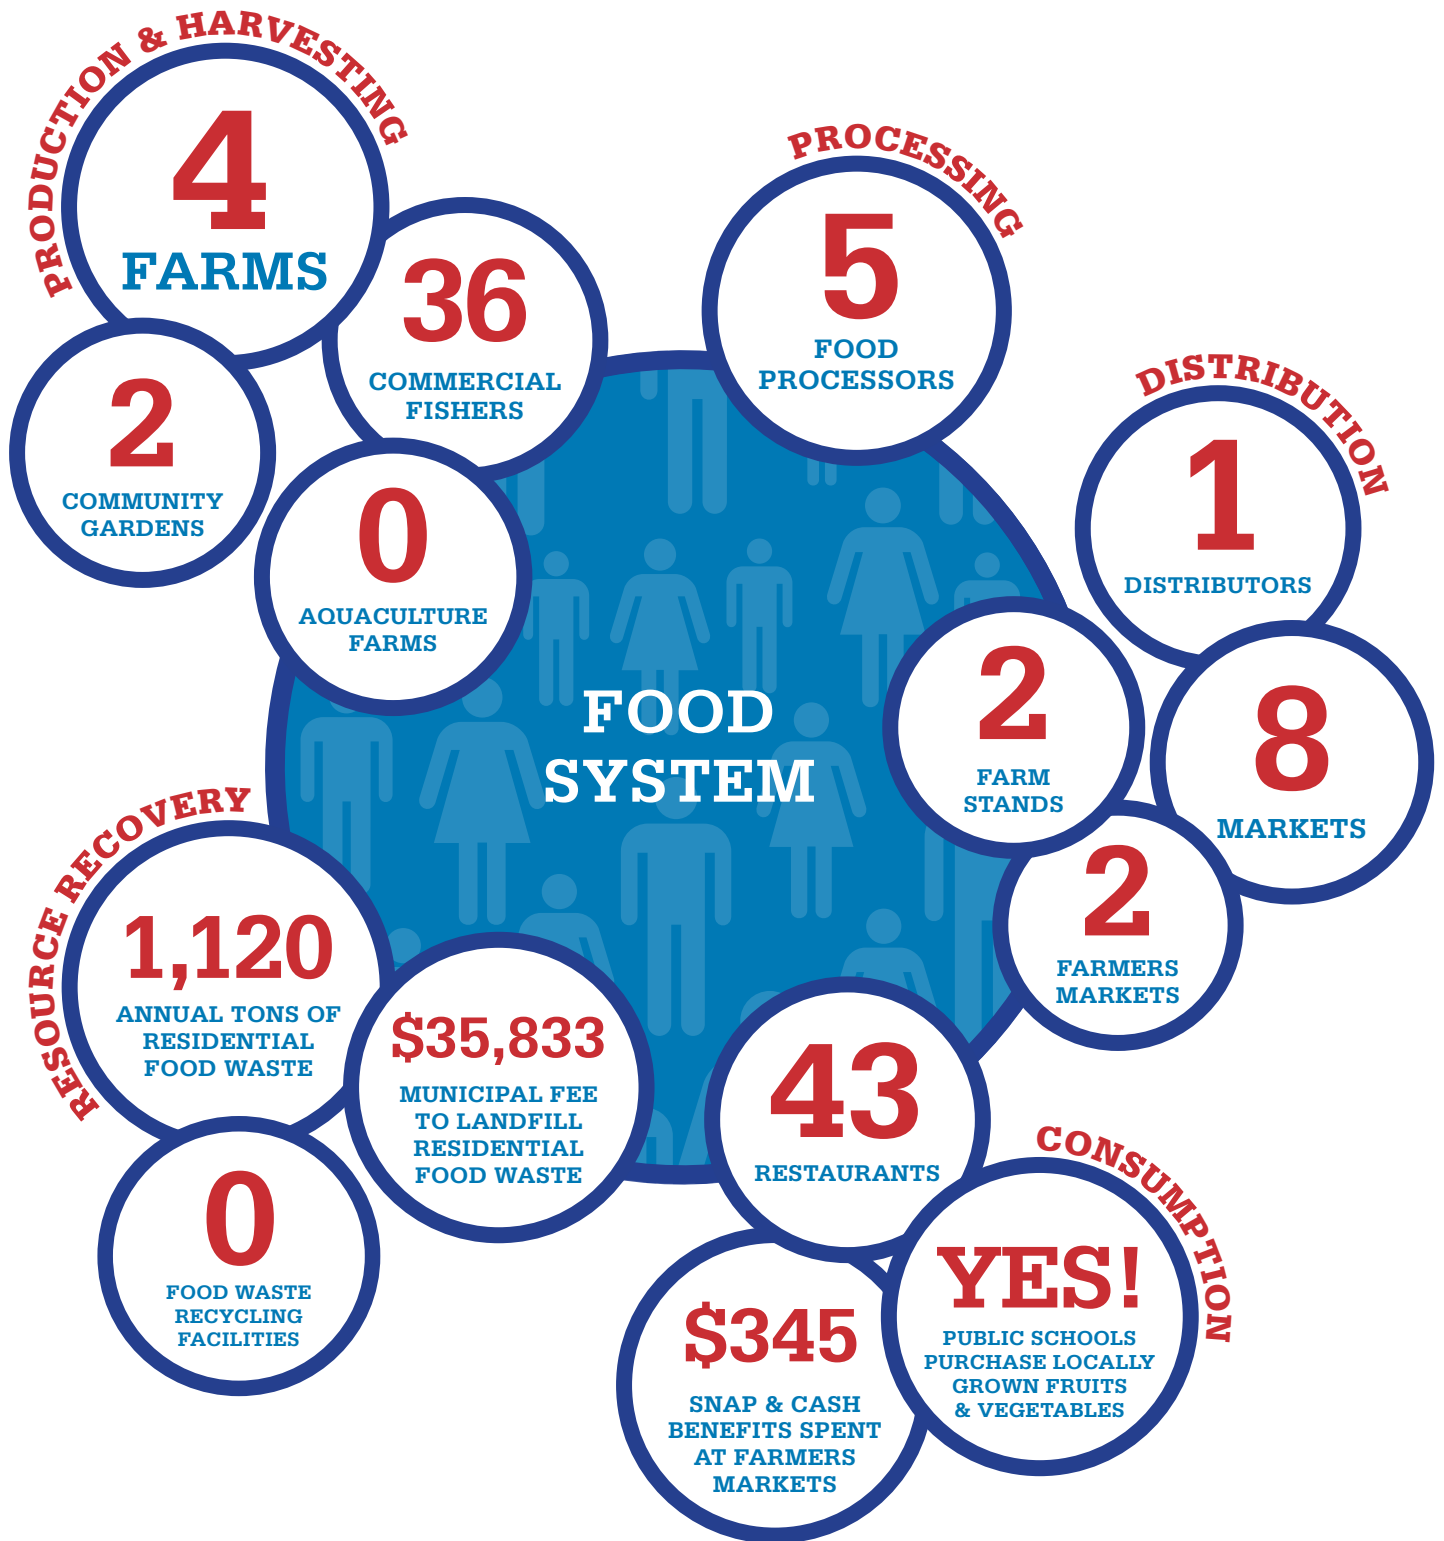 PRODUCTION & HARVESTING
4
FARMS
36
COMMERCIAL
FISHERS
2
COMMUNITY
GARDENS
0
AQUACULTURE
FARMS
PROCESSING
5
FOOD
PROCESSORS
DISTRIBUTION
1
DISTRIBUTORS
2
FARM
STANDS
8
MARKETS
2
FARMERS
MARKETS
FOOD
SYSTEM
RESOURCE RECOVERY
1,120
ANNUAL TONS OF
RESIDENTIAL
FOOD WASTE
$35,833
MUNICIPAL FEE
TO LANDFILL
RESIDENTIAL
FOOD WASTE
0
FOOD WASTE
RECYCLING
FACILITIES
CONSUMPTION
43
RESTAURANTS
YES!
PUBLIC SCHOOLS
PURCHASE LOCALLY
GROWN FRUITS
& VEGETABLES
$345
SNAP & CASH
BENEFITS SPENT
AT FARMERS
MARKETS